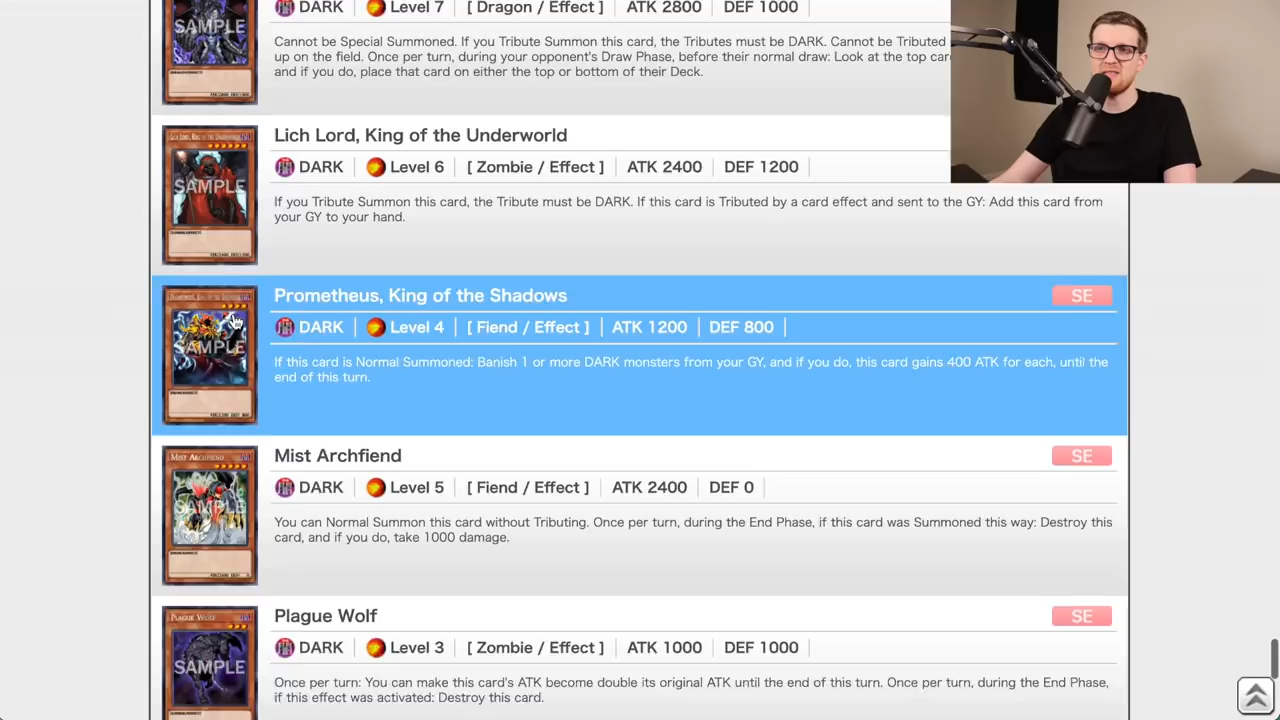 DARK Level 7 [ Dragon / Effect ] ATK 2800 DEF 1000
SAMPLE
Cannot be Special Summoned. If you Tribute Summon this card, the Tributes must be DARK. Cannot be Tributed
up on the field. Once per turn, during your opponent's Draw Phase, before their normal draw: Look at the top
and if you do, place that card on either the top or bottom of their Deck.
Lich Lord, King of the Underworld
DARK Level 6 [ Zombie / Effect ] ATK 2400 DEF 1200
SAMPLE
If you Tribute Summon this card, the Tribute must be DARK. If this card is Tributed by a card effect and sent to the GY: Add this card from
your GY to your hand.
Prometheus, King of the Shadows SE
DARK Level 4 [ Fiend / Effect ] ATK 1200 DEF 800
SAMPLE
If this card is Normal Summoned: Banish 1 or more DARK monsters from your GY, and if you do, this card gains 400 ATK for each, until the
end of this turn.
Mist Archfiend SE
Mist Archfiend
DARK Level 5 [ Fiend / Effect ] ATK 2400 DEF 0
SAMPLE
You can Normal Summon this card without Tributing. Once per turn, during the End Phase, if this card was Summoned this way: Destroy this
card, and if you do, take 1000 damage.
Plague Wolf SE
Plague Wolf
DARK Level 3 [ Zombie / Effect ] ATK 1000 DEF 1000
SAMPLE
Once per turn: You can make this card's ATK become double its original ATK until the end of this turn. Once per turn, during the End Phase,
if this effect was activated: Destroy this card.